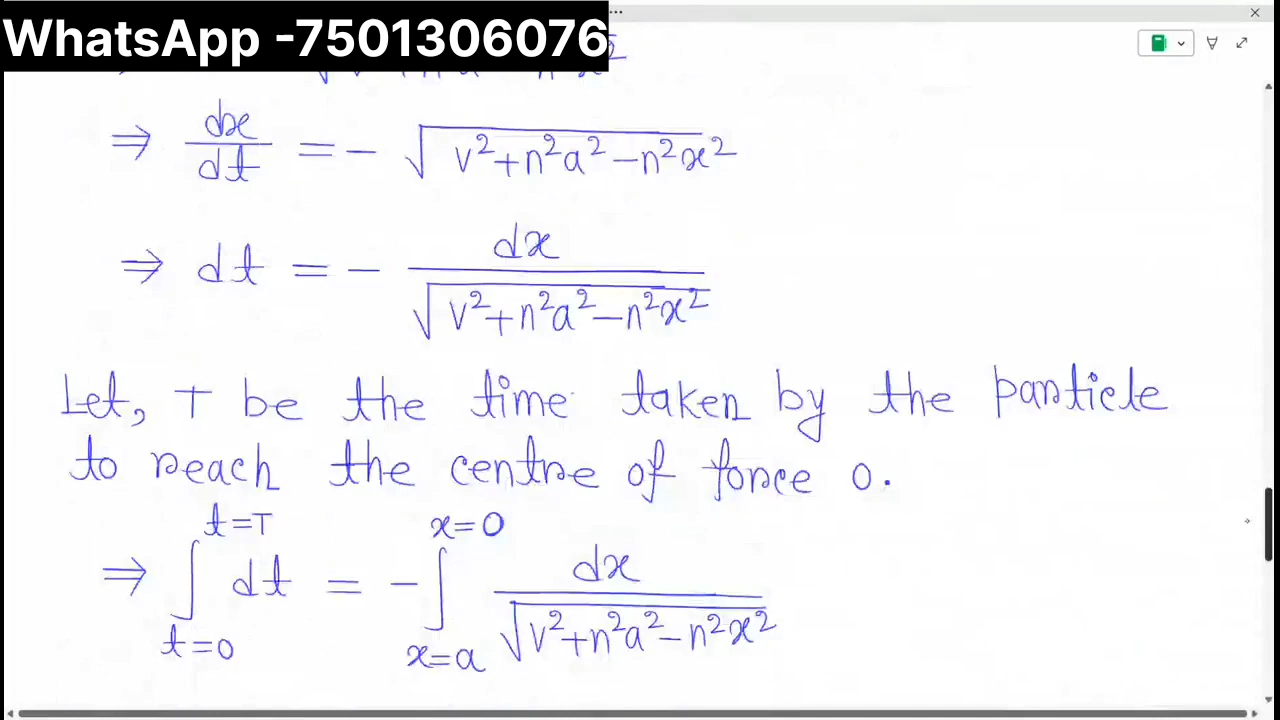 WhatsApp -7501306076
⇒ dx/dt = - √(v²+n²a²-n²x²)
⇒ dt = - dx/√(v²+n²a²-n²x²)
Let, T be the time taken by the particle
to reach the centre of force O.
⇒ ∫_{t=0}^{t=T} dt = - ∫_{x=a}^{x=0} dx/√(v²+n²a²-n²x²)